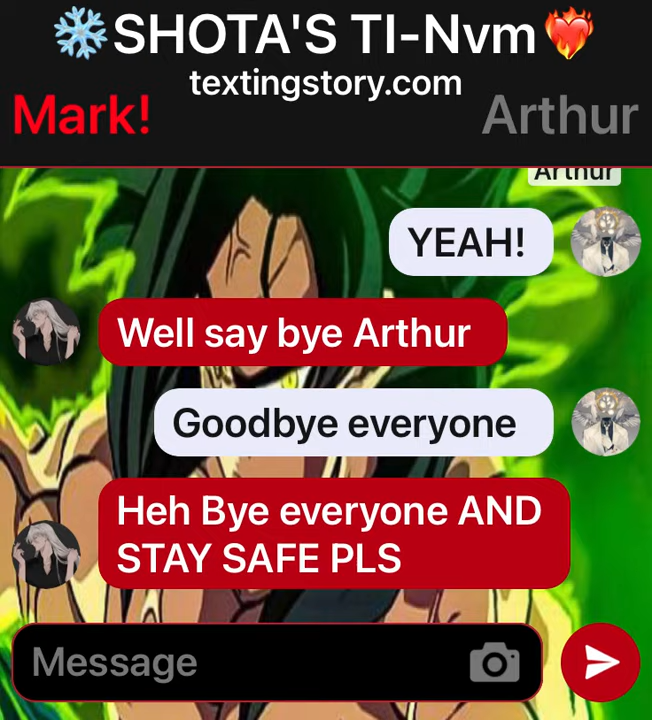 ❄️SHOTA'S TI-Nvm❤️‍🔥
textingstory.com
Mark!
Arthur
Arthur
YEAH!
Well say bye Arthur
Goodbye everyone
Heh Bye everyone AND
STAY SAFE PLS
Message